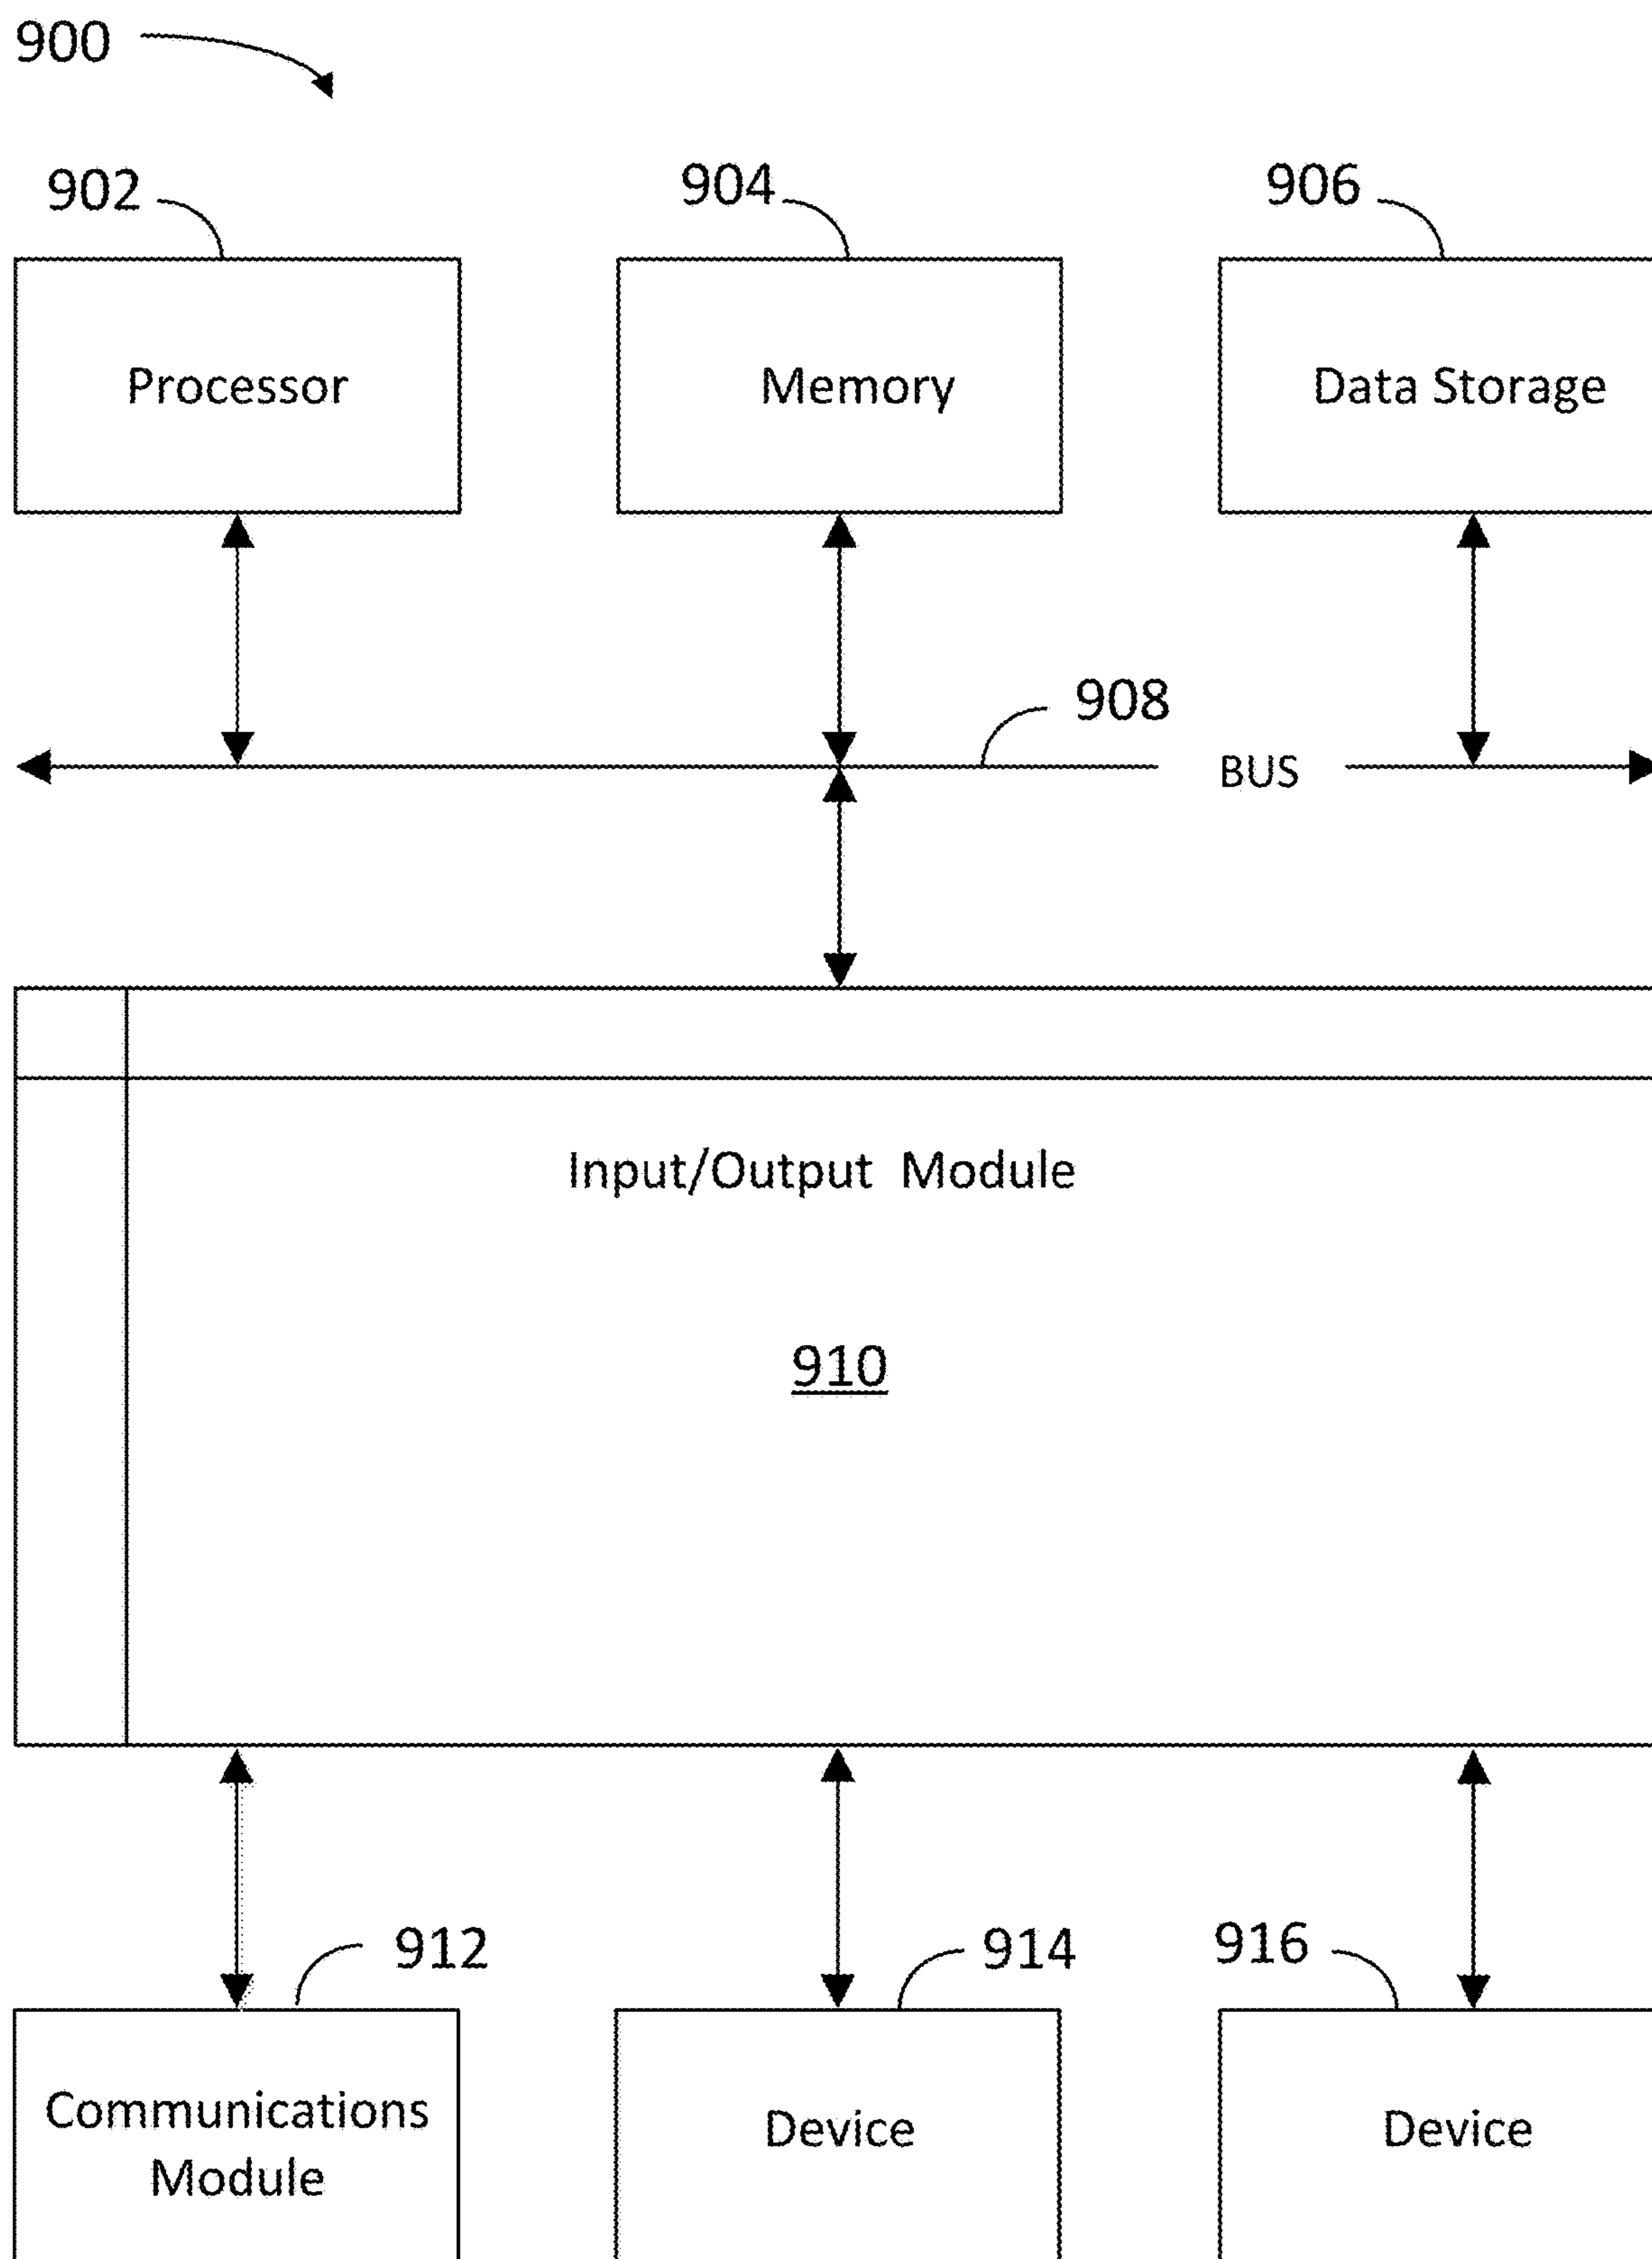 900
902
904
906
Processor
Memory
Data Storage
908
BUS
Input/Output Module
910
912
914
916
Communications
Module
Device
Device